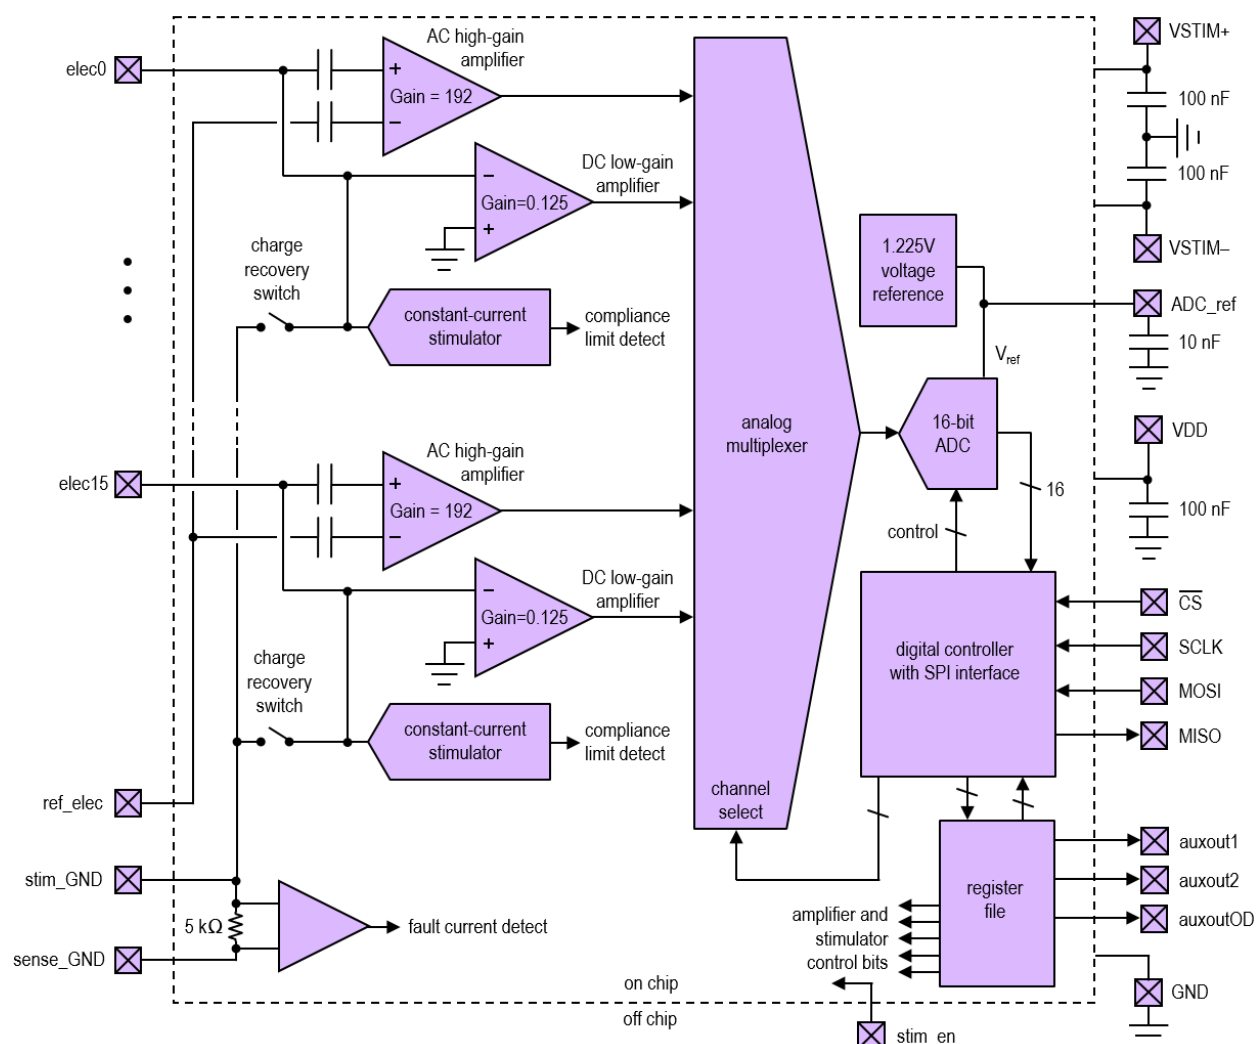 elec0
AC high-gain
amplifier
+
Gain = 192
−
DC low-gain
amplifier
−
Gain=0.125
+
charge
recovery
switch
constant-current
stimulator
compliance
limit detect
elec15
AC high-gain
amplifier
+
Gain = 192
−
DC low-gain
amplifier
−
Gain=0.125
+
charge
recovery
switch
constant-current
stimulator
compliance
limit detect
ref_elec
stim_GND
5 kΩ
sense_GND
fault current detect
analog
multiplexer
channel
select
1.225V
voltage
reference
Vref
16-bit
ADC
16
control
digital controller
with SPI interface
register
file
amplifier and
stimulator
control bits
on chip
off chip
stim_en
VSTIM+
100 nF
100 nF
VSTIM–
ADC_ref
10 nF
VDD
100 nF
C̅S̅
SCLK
MOSI
MISO
auxout1
auxout2
auxoutOD
GND